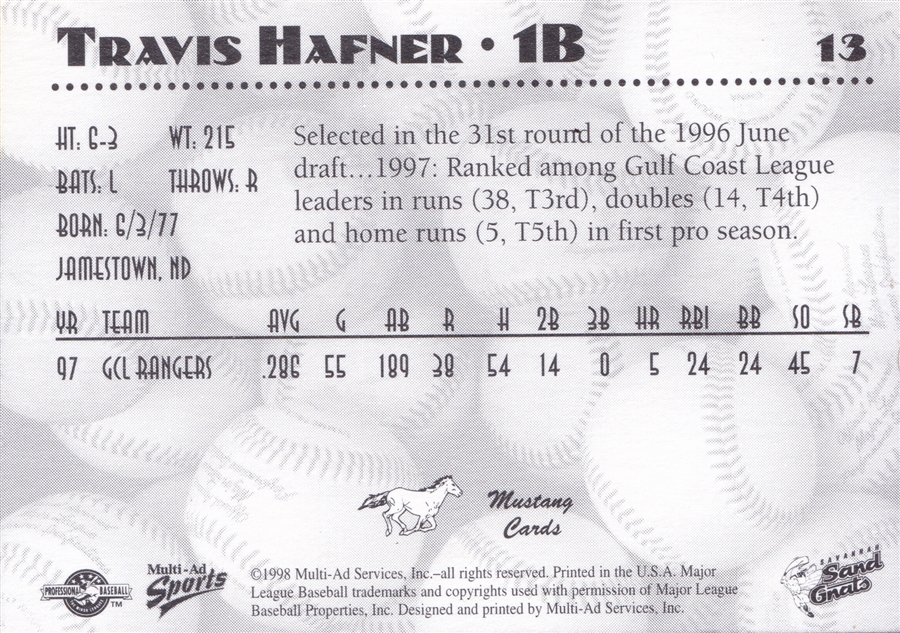 TRAVIS HAFNER • 1B 13
HT: 6-3 WT: 215
BATS: L THROWS: R
BORN: 6/3/77
JAMESTOWN, ND
Selected in the 31st round of the 1996 June
draft...1997: Ranked among Gulf Coast League
leaders in runs (38, T3rd), doubles (14, T4th)
and home runs (5, T5th) in first pro season.
YR TEAM AVG G AB R H 2B 3B HR RBI BB SO SB
97 GCL RANGERS .286 55 189 38 54 14 0 5 24 24 45 7
Mustang
Cards
PROFESSIONAL BASEBALL
TM
Multi-Ad
Sports
©1998 Multi-Ad Services, Inc.–all rights reserved. Printed in the U.S.A. Major
League Baseball trademarks and copyrights used with permission of Major League
Baseball Properties, Inc. Designed and printed by Multi-Ad Services, Inc.
SAVANNAH
Sand
Gnats